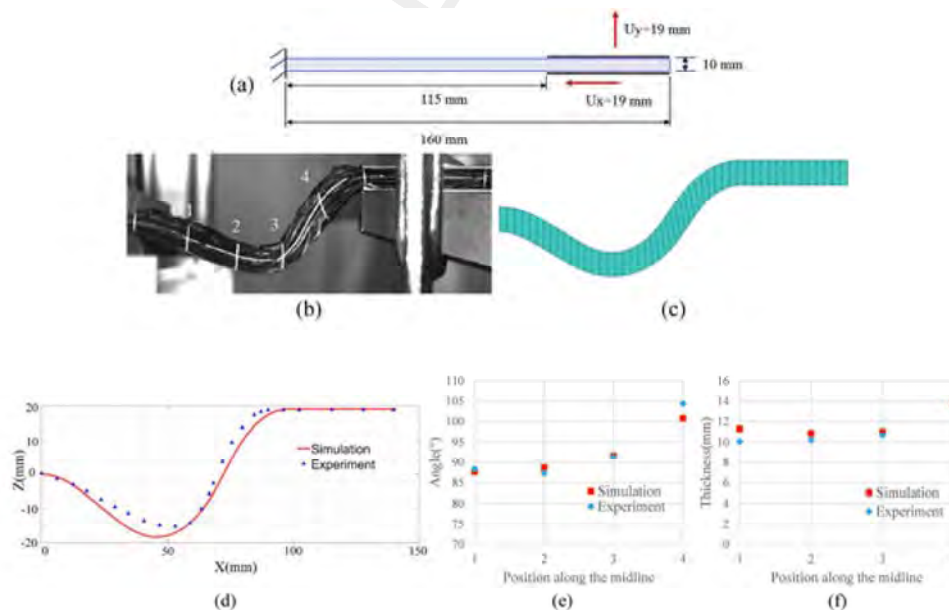 Uy=19 mm
(a)
10 mm
115 mm
Ux=19 mm
160 mm
1
2
3
4
(b)
(c)
20
10
0
-10
-20
Z(mm)
Simulation
Experiment
0
50
100
150
X(mm)
(d)
110
105
100
95
90
85
80
75
70
Angle(°)
Simulation
Experiment
1
2
3
4
Position along the midline
(e)
16
14
12
10
8
6
4
2
0
Thickness(mm)
Simulation
Experiment
1
2
3
Position along the midline
(f)